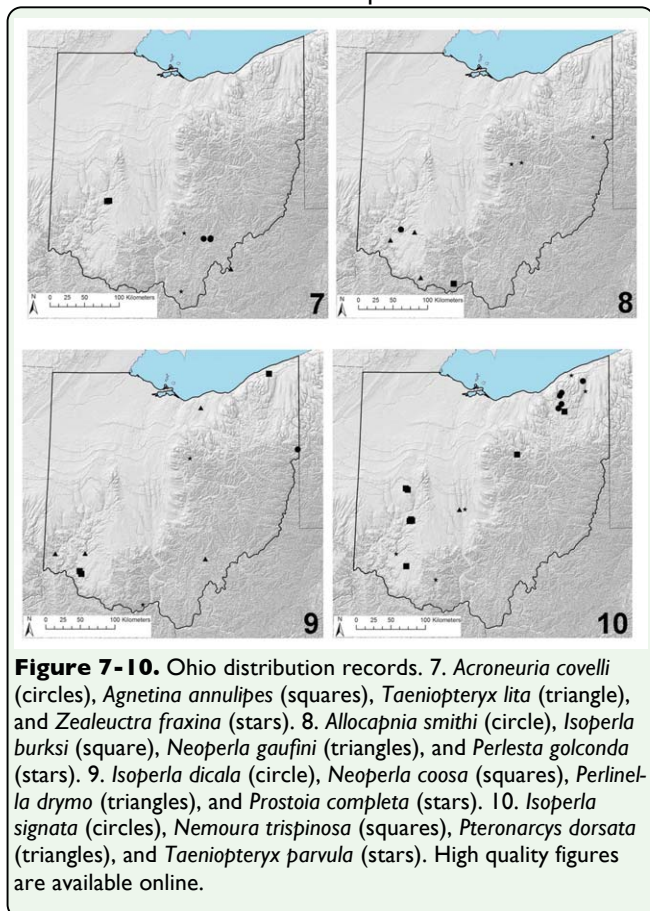 N
0 25 50 100 Kilometers
7
N
0 25 50 100 Kilometers
8
N
0 25 50 100 Kilometers
9
N
0 25 50 100 Kilometers
10
Figure 7-10. Ohio distribution records. 7. Acroneuria covelli
(circles), Agnetina annulipes (squares), Taeniopteryx lita (triangle),
and Zealeuctra fraxina (stars). 8. Allocapnia smithi (circle), Isoperla
burksi (square), Neoperla gaufini (triangles), and Perlesta golconda
(stars). 9. Isoperla dicala (circle), Neoperla coosa (squares), Perlinel-
la drymo (triangles), and Prostoia completa (stars). 10. Isoperla
signata (circles), Nemoura trispinosa (squares), Pteronarcys dorsata
(triangles), and Taeniopteryx parvula (stars). High quality figures
are available online.